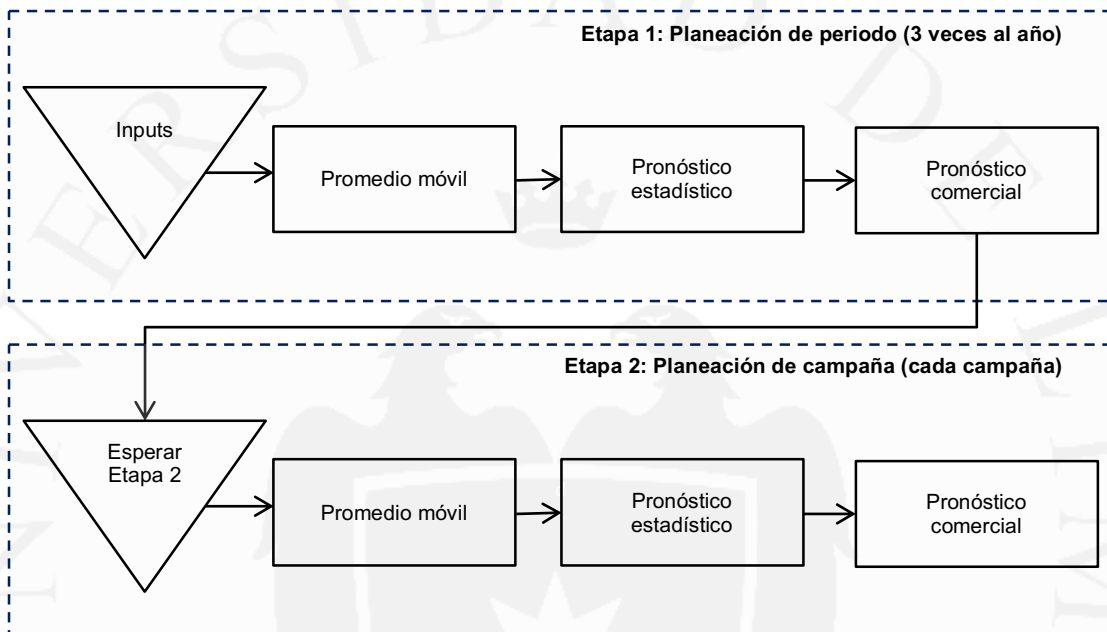 Etapa 1: Planeación de periodo (3 veces al año)
Inputs
Promedio móvil
Pronóstico
estadístico
Pronóstico
comercial
Etapa 2: Planeación de campaña (cada campaña)
Esperar
Etapa 2
Promedio móvil
Pronóstico
estadístico
Pronóstico
comercial